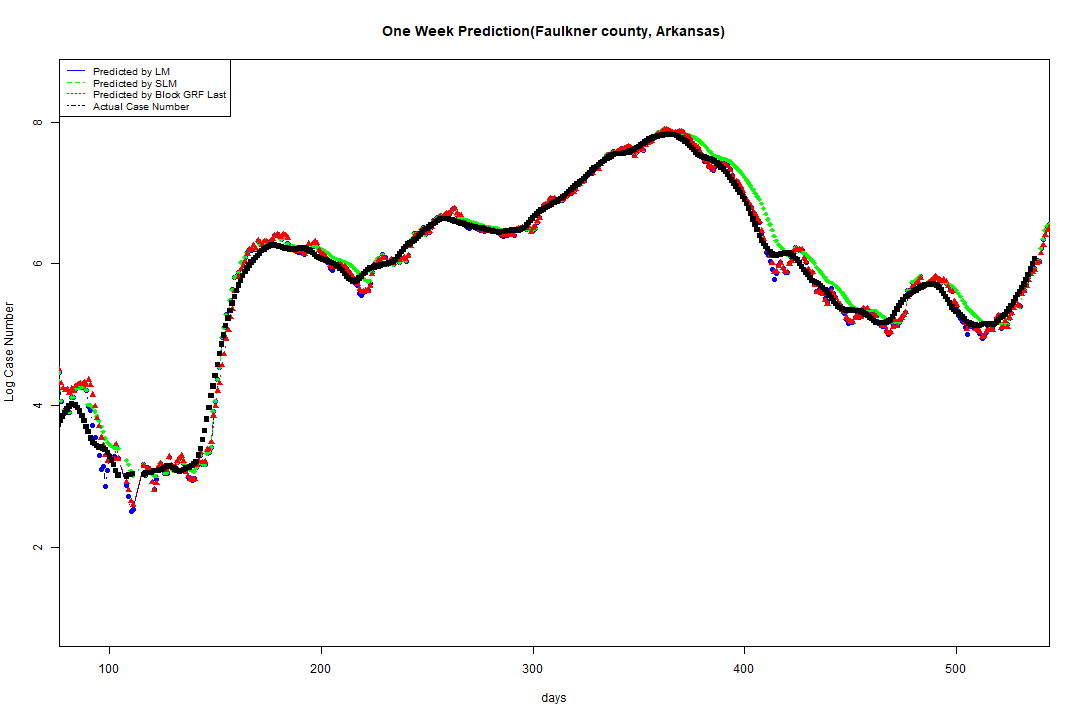 One Week Prediction(Faulkner county, Arkansas)
Predicted by LM
Predicted by SLM
Predicted by Block GRF Last
Actual Case Number
8
6
4
2
Log Case Number
100 200 300 400 500
days